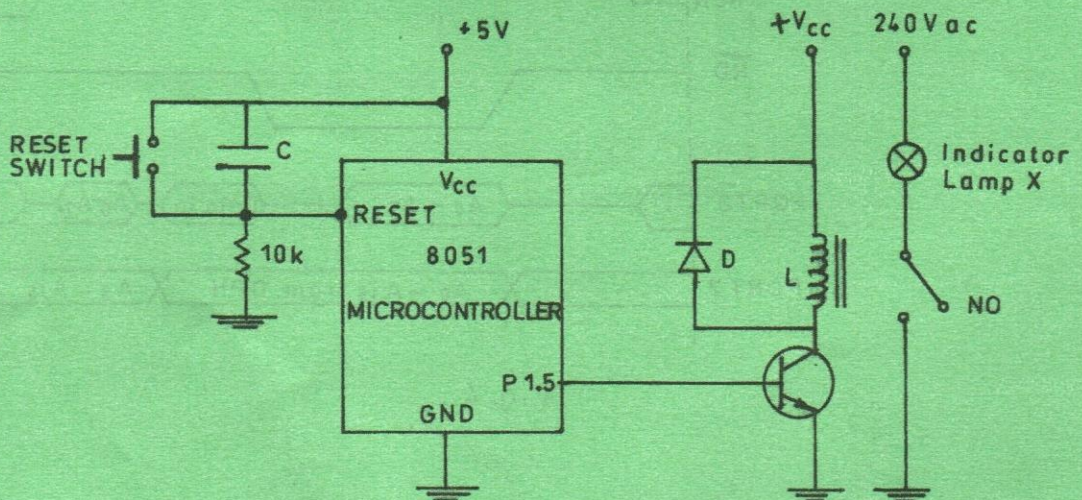 +5V
+Vcc
240Vac
RESET
SWITCH
C
Vcc
RESET
10k
8051
MICROCONTROLLER
P1.5
GND
D
L
Indicator
Lamp X
NO